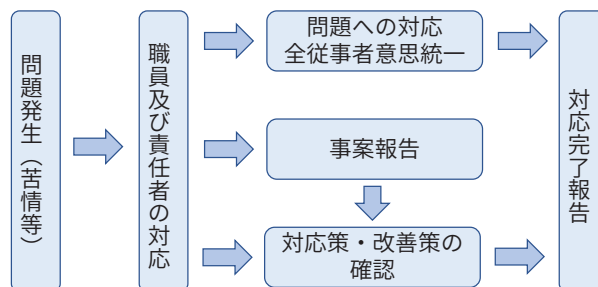 問題発生（苦情等）
職員及び責任者の対応
問題への対応
全従事者意思統一
事案報告
対応策・改善策の
確認
対応完了報告